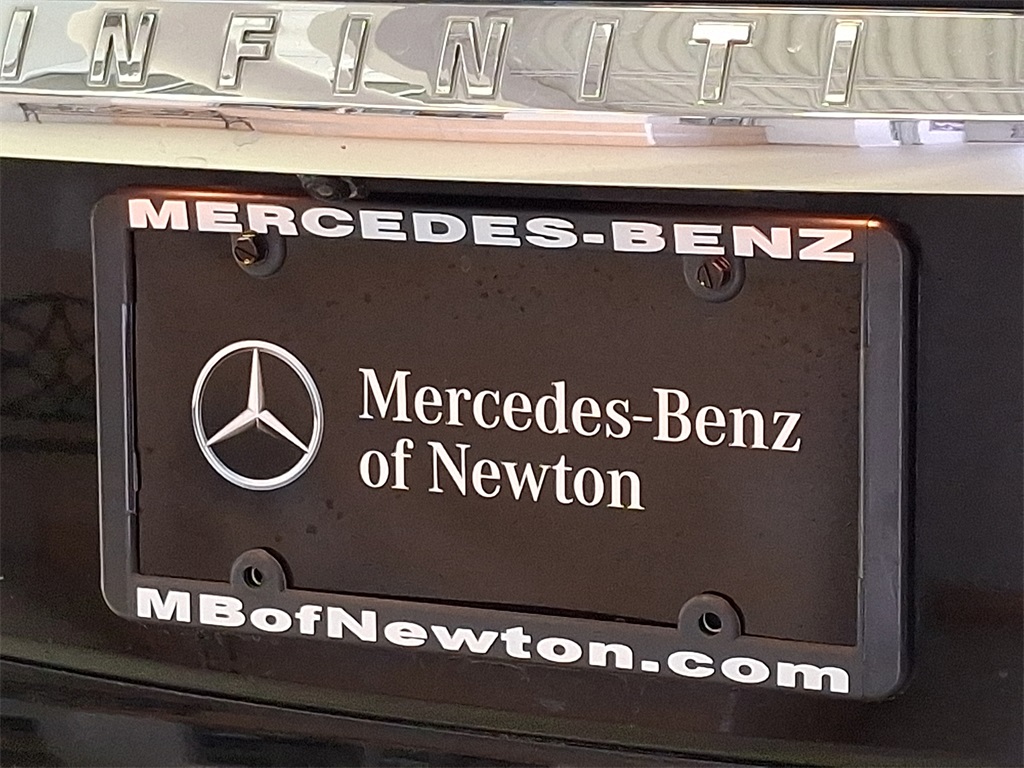 INFINITI
MERCEDES-BENZ
Mercedes-Benz
of Newton
MBofNewton.com